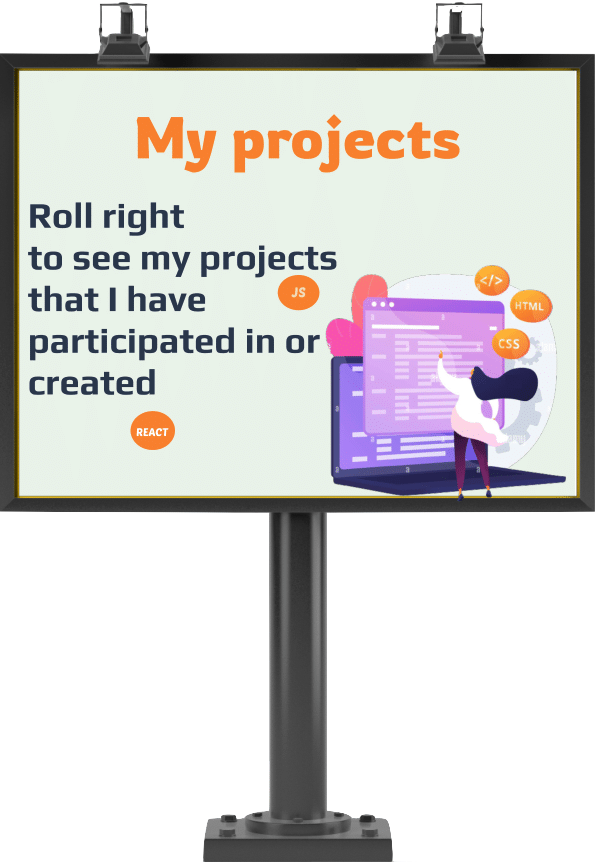 My projects
Roll right
to see my projects
that I have
participated in or
created
JS
</>
HTML
CSS
REACT